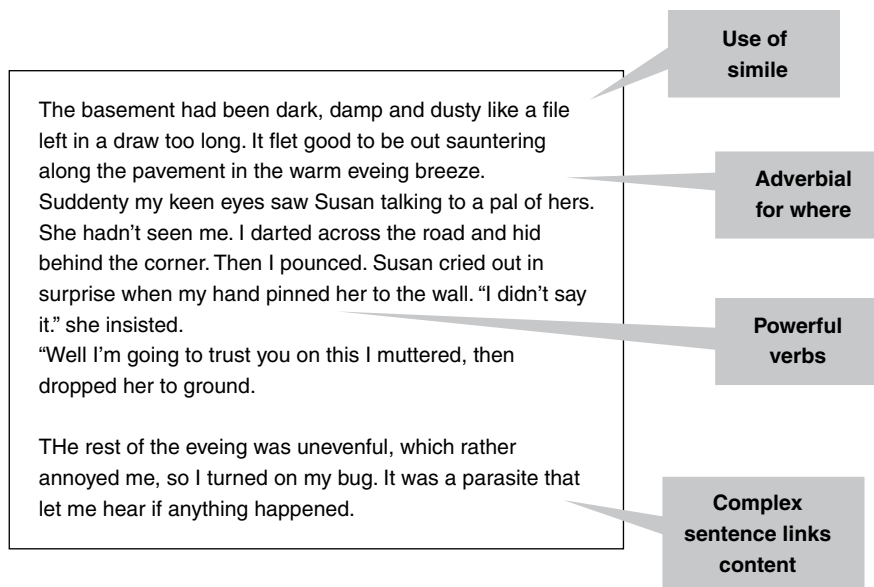 Use of
simile
The basement had been dark, damp and dusty like a file
left in a draw too long. It flet good to be out sauntering
along the pavement in the warm eveing breeze.
Suddenty my keen eyes saw Susan talking to a pal of hers.
She hadn't seen me. I darted across the road and hid
behind the corner. Then I pounced. Susan cried out in
surprise when my hand pinned her to the wall. “I didn't say
it.” she insisted.
“Well I'm going to trust you on this I muttered, then
dropped her to ground.
THe rest of the eveing was unevenful, which rather
annoyed me, so I turned on my bug. It was a parasite that
let me hear if anything happened.
Adverbial
for where
Powerful
verbs
Complex
sentence links
content